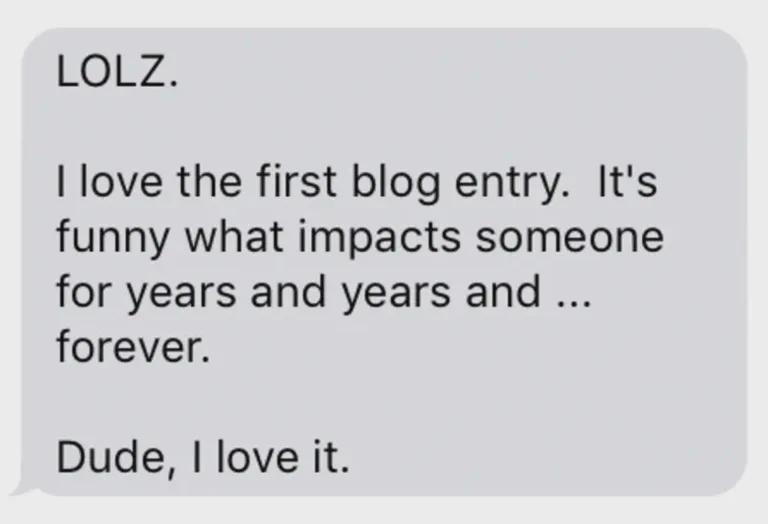 LOLZ.
I love the first blog entry.  It's
funny what impacts someone
for years and years and ...
forever.
Dude, I love it.